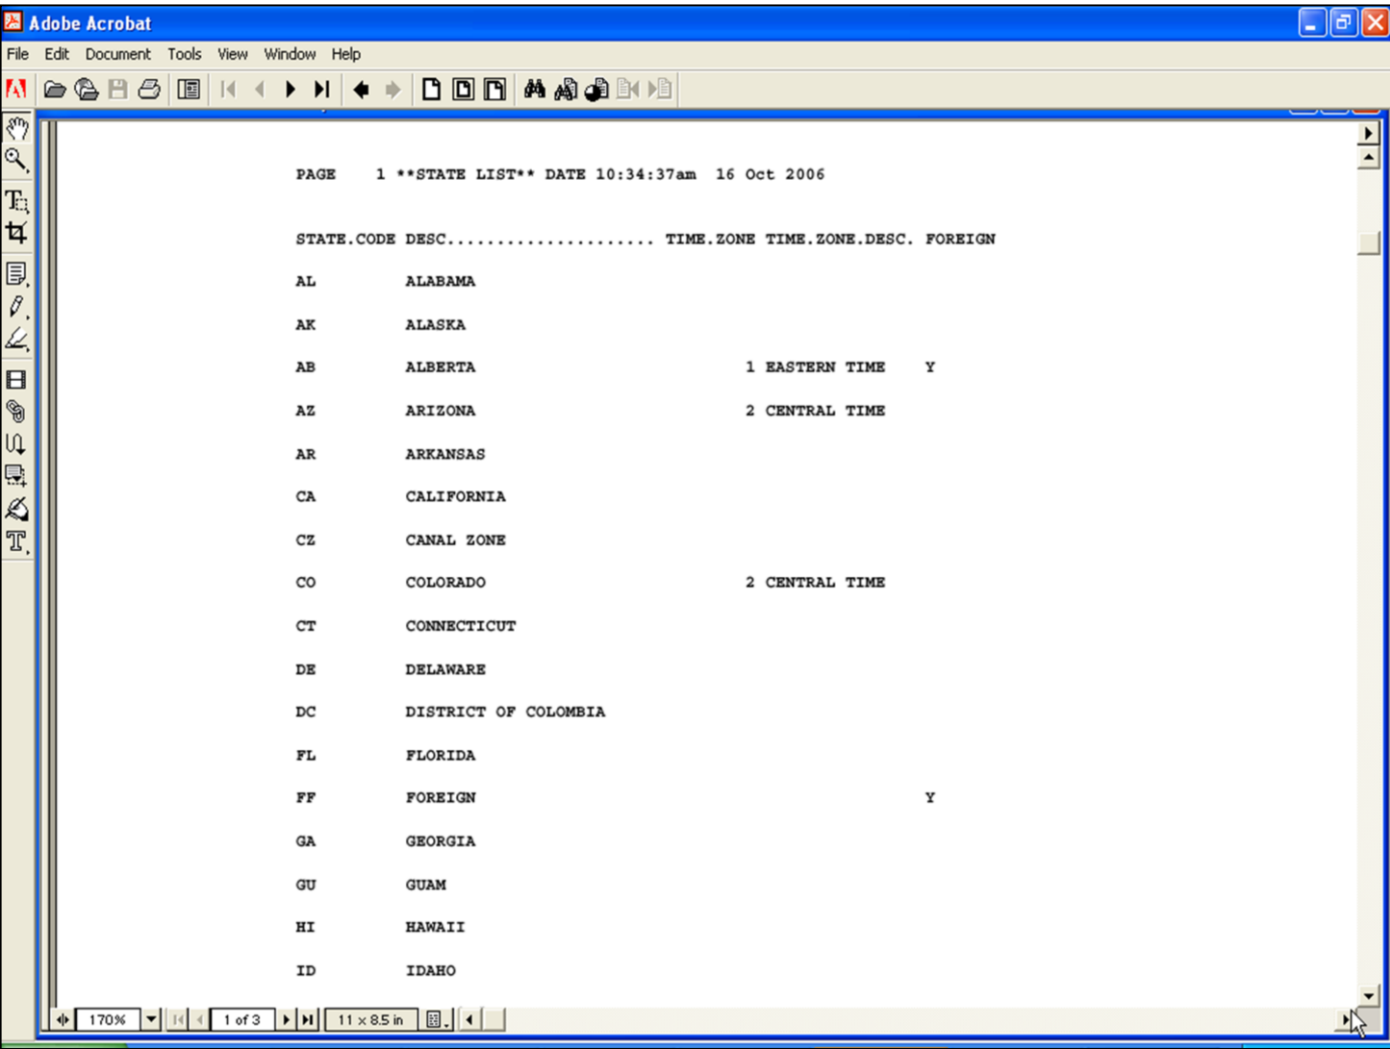 Adobe Acrobat
File Edit Document Tools View Window Help
PAGE 1 **STATE LIST** DATE 10:34:37am 16 Oct 2006
STATE.CODE DESC..................... TIME.ZONE TIME.ZONE.DESC. FOREIGN
AL ALABAMA
AK ALASKA
AB ALBERTA 1 EASTERN TIME Y
AZ ARIZONA 2 CENTRAL TIME
AR ARKANSAS
CA CALIFORNIA
CZ CANAL ZONE
CO COLORADO 2 CENTRAL TIME
CT CONNECTICUT
DE DELAWARE
DC DISTRICT OF COLOMBIA
FL FLORIDA
FF FOREIGN Y
GA GEORGIA
GU GUAM
HI HAWAII
ID IDAHO
170% 1 of 3 11 x 8.5 in